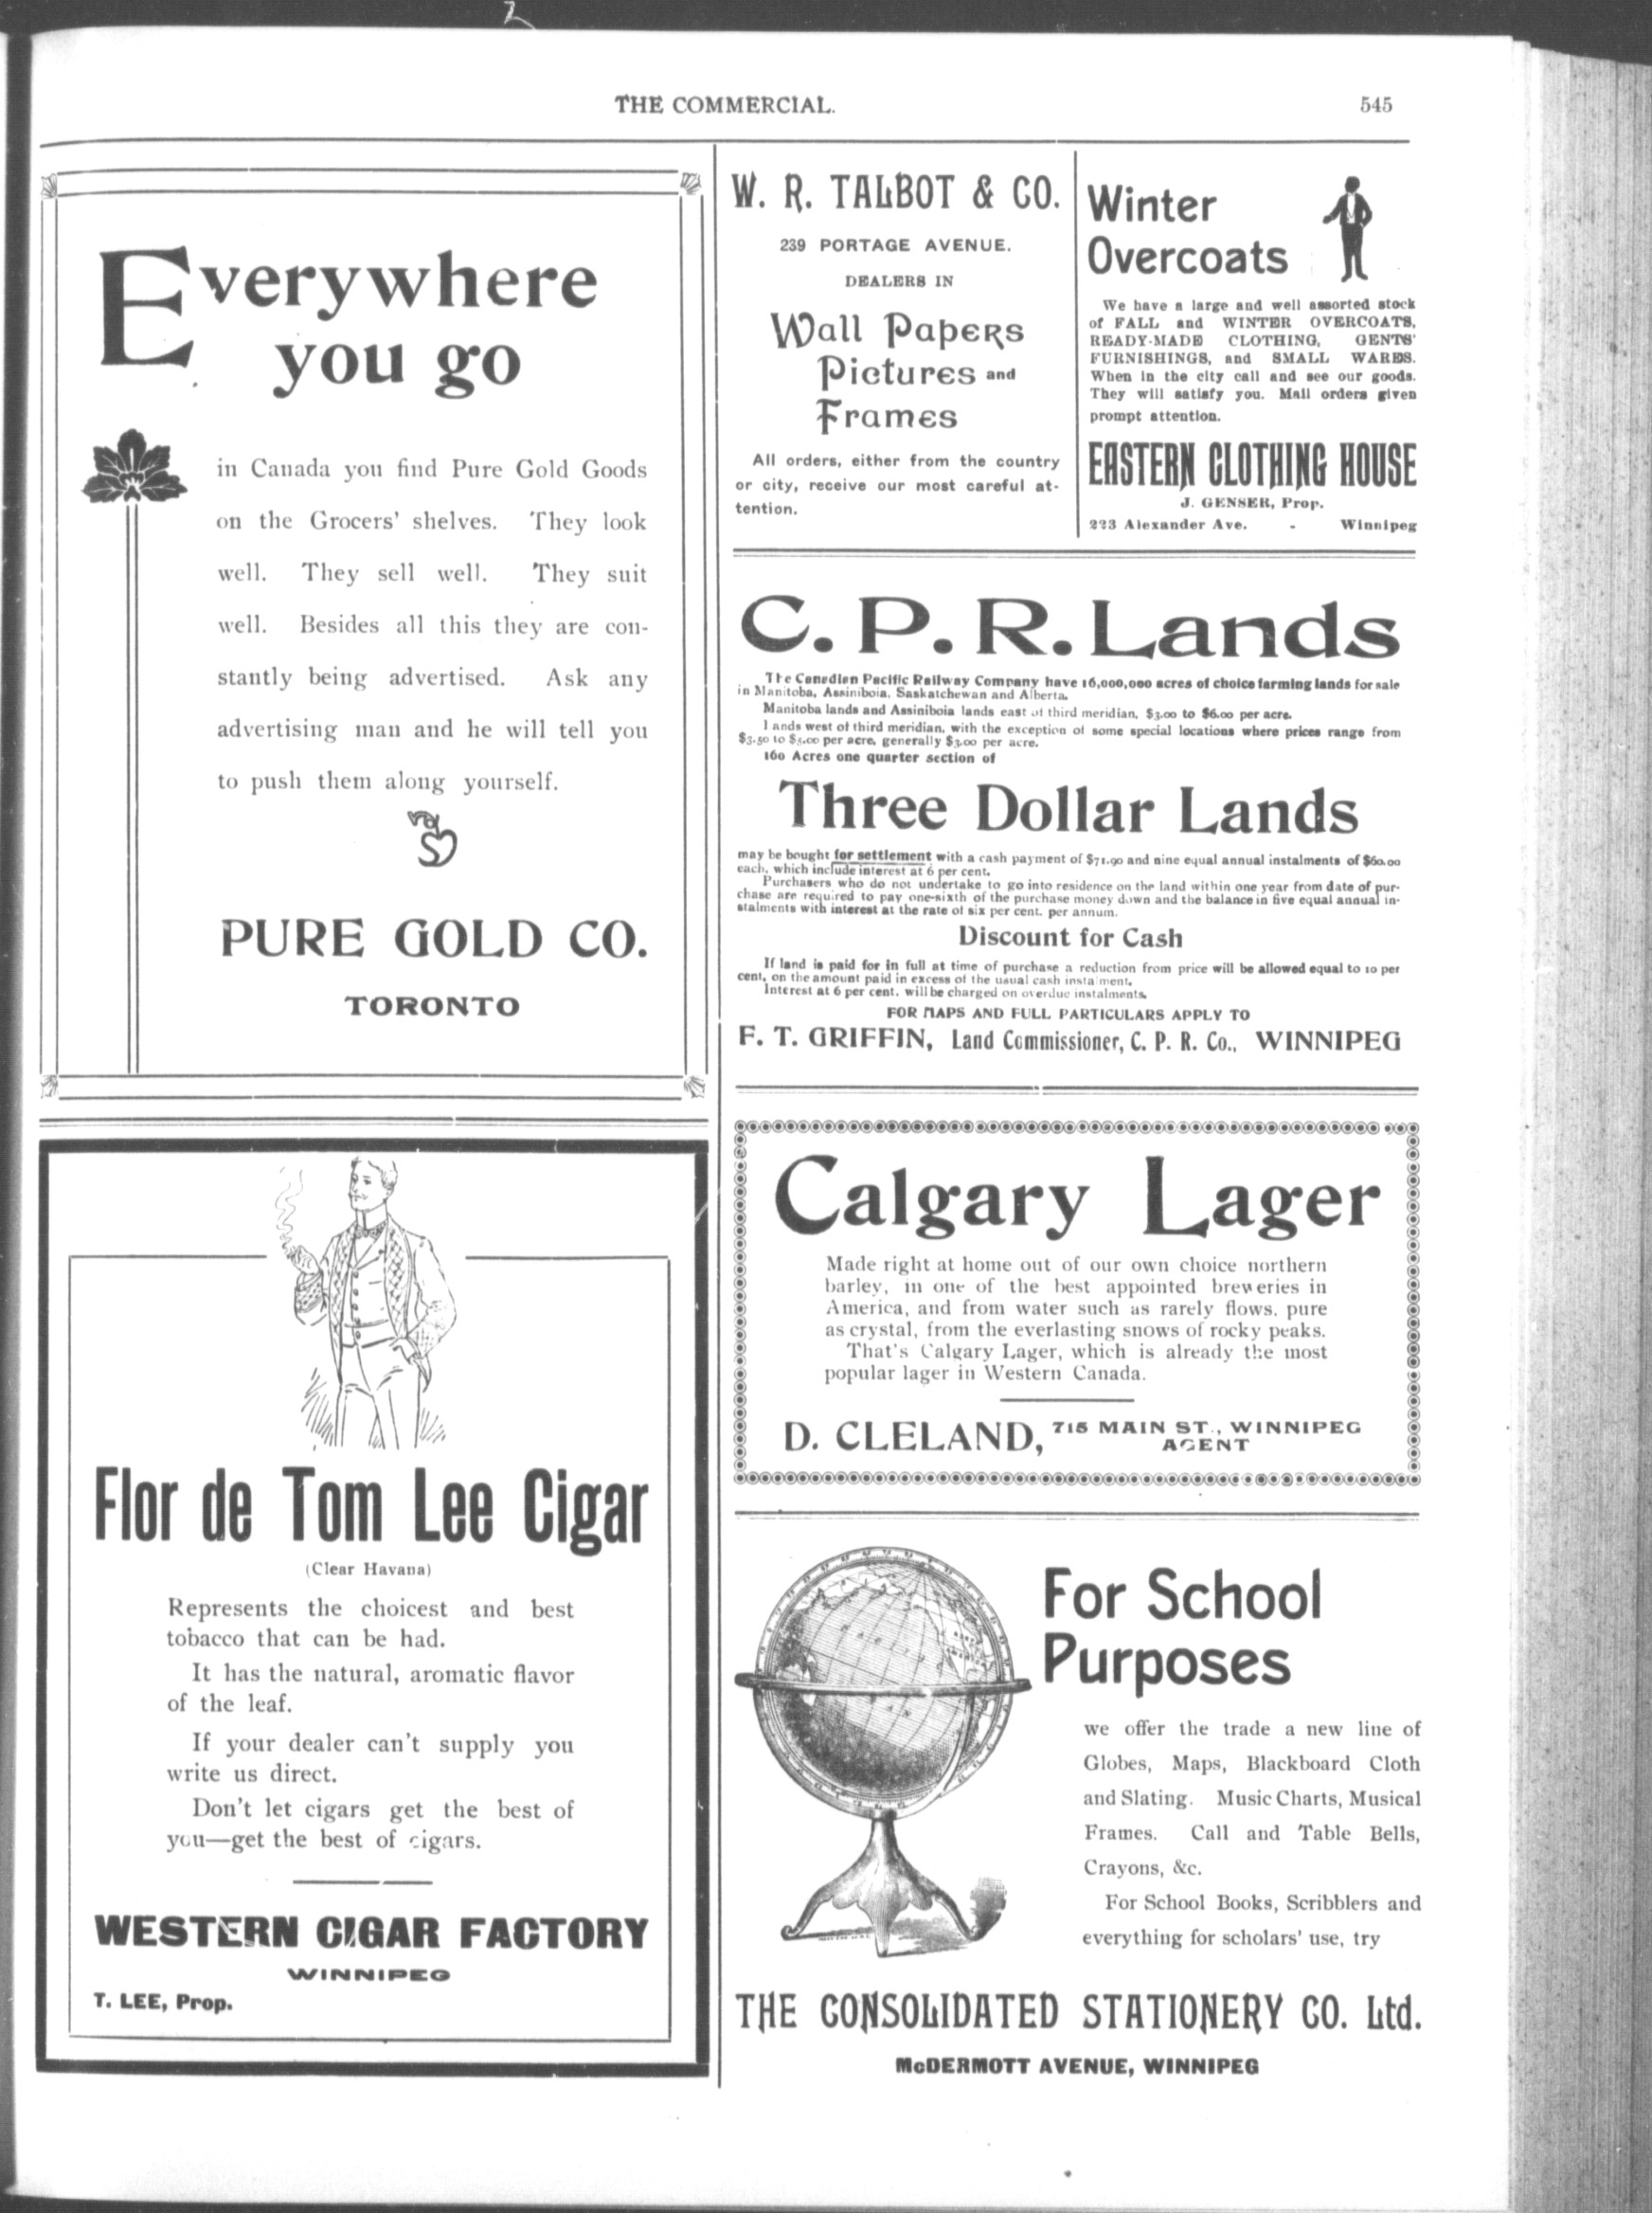 THE COMMERCIAL.
545
Everywhere
you go
in Canada you find Pure Gold Goods
on the Grocers' shelves. They look
well. They sell well. They suit
well. Besides all this they are con-
stantly being advertised. Ask any
advertising man and he will tell you
to push them along yourself.
PURE GOLD CO.
TORONTO
Flor de Tom Lee Cigar
(Clear Havana)
Represents the choicest and best
tobacco that can be had.
It has the natural, aromatic flavor
of the leaf.
If your dealer can't supply you
write us direct.
Don't let cigars get the best of
you—get the best of cigars.
WESTERN CIGAR FACTORY
WINNIPEG
T. LEE, Prop.
W. R. TALBOT & CO.
239 PORTAGE AVENUE.
DEALERS IN
Wall Papers
Pictures and
Frames
All orders, either from the country
or city, receive our most careful at-
tention.
Winter
Overcoats
We have a large and well assorted stock
of FALL and WINTER OVERCOATS,
READY-MADE CLOTHING, GENTS'
FURNISHINGS, and SMALL WARES.
When in the city call and see our goods.
They will satisfy you. Mail orders given
prompt attention.
EASTERN CLOTHING HOUSE
J. GENSER, Prop.
223 Alexander Ave. - Winnipeg
C. P. R. Lands
The Canadian Pacific Railway Company have 16,000,000 acres of choice farming lands for sale
in Manitoba, Assiniboia, Saskatchewan and Alberta.
Manitoba lands and Assiniboia lands east of third meridian, $3.00 to $6.00 per acre.
Lands west of third meridian, with the exception of some special locations where prices range from
$3.50 to $5.00 per acre, generally $3.00 per acre.
160 Acres one quarter section of
Three Dollar Lands
may be bought for settlement with a cash payment of $71.90 and nine equal annual instalments of $60.00
each, which include interest at 6 per cent.
Purchasers who do not undertake to go into residence on the land within one year from date of pur-
chase are required to pay one-sixth of the purchase money down and the balance in five equal annual in-
stalments with interest at the rate of six per cent. per annum.
Discount for Cash
If land is paid for in full at time of purchase a reduction from price will be allowed equal to 10 per
cent, on the amount paid in excess of the usual cash instalment.
Interest at 6 per cent. will be charged on overdue instalments.
FOR MAPS AND FULL PARTICULARS APPLY TO
F. T. GRIFFIN, Land Commissioner, C. P. R. Co., WINNIPEG
Calgary Lager
Made right at home out of our own choice northern
barley, in one of the best appointed breweries in
America, and from water such as rarely flows, pure
as crystal, from the everlasting snows of rocky peaks.
That's Calgary Lager, which is already the most
popular lager in Western Canada.
D. CLELAND, 715 MAIN ST., WINNIPEG
AGENT
For School
Purposes
we offer the trade a new line of
Globes, Maps, Blackboard Cloth
and Slating. Music Charts, Musical
Frames. Call and Table Bells,
Crayons, &c.
For School Books, Scribblers and
everything for scholars' use, try
THE CONSOLIDATED STATIONERY CO. Ltd.
McDERMOTT AVENUE, WINNIPEG